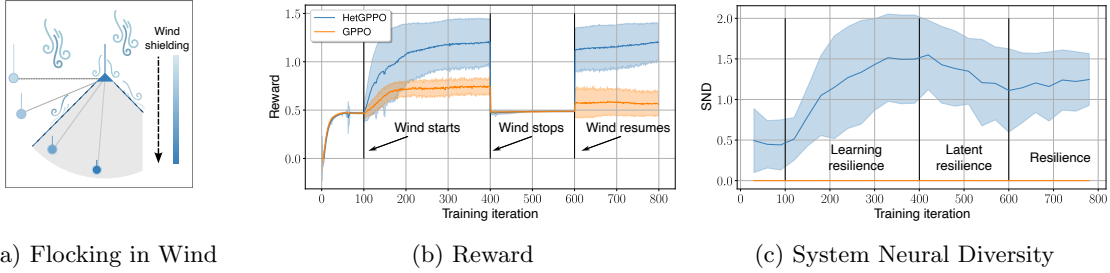 Wind
shielding
a) Flocking in Wind
1.5
1.0
0.5
0.0
Reward
HetGPPO
GPPO
Wind starts
Wind stops
Wind resumes
0 100 200 300 400 500 600 700 800
Training iteration
(b) Reward
2.0
1.5
1.0
0.5
0.0
SND
Learning
resilience
Latent
resilience
Resilience
0 100 200 300 400 500 600 700 800
Training iteration
(c) System Neural Diversity